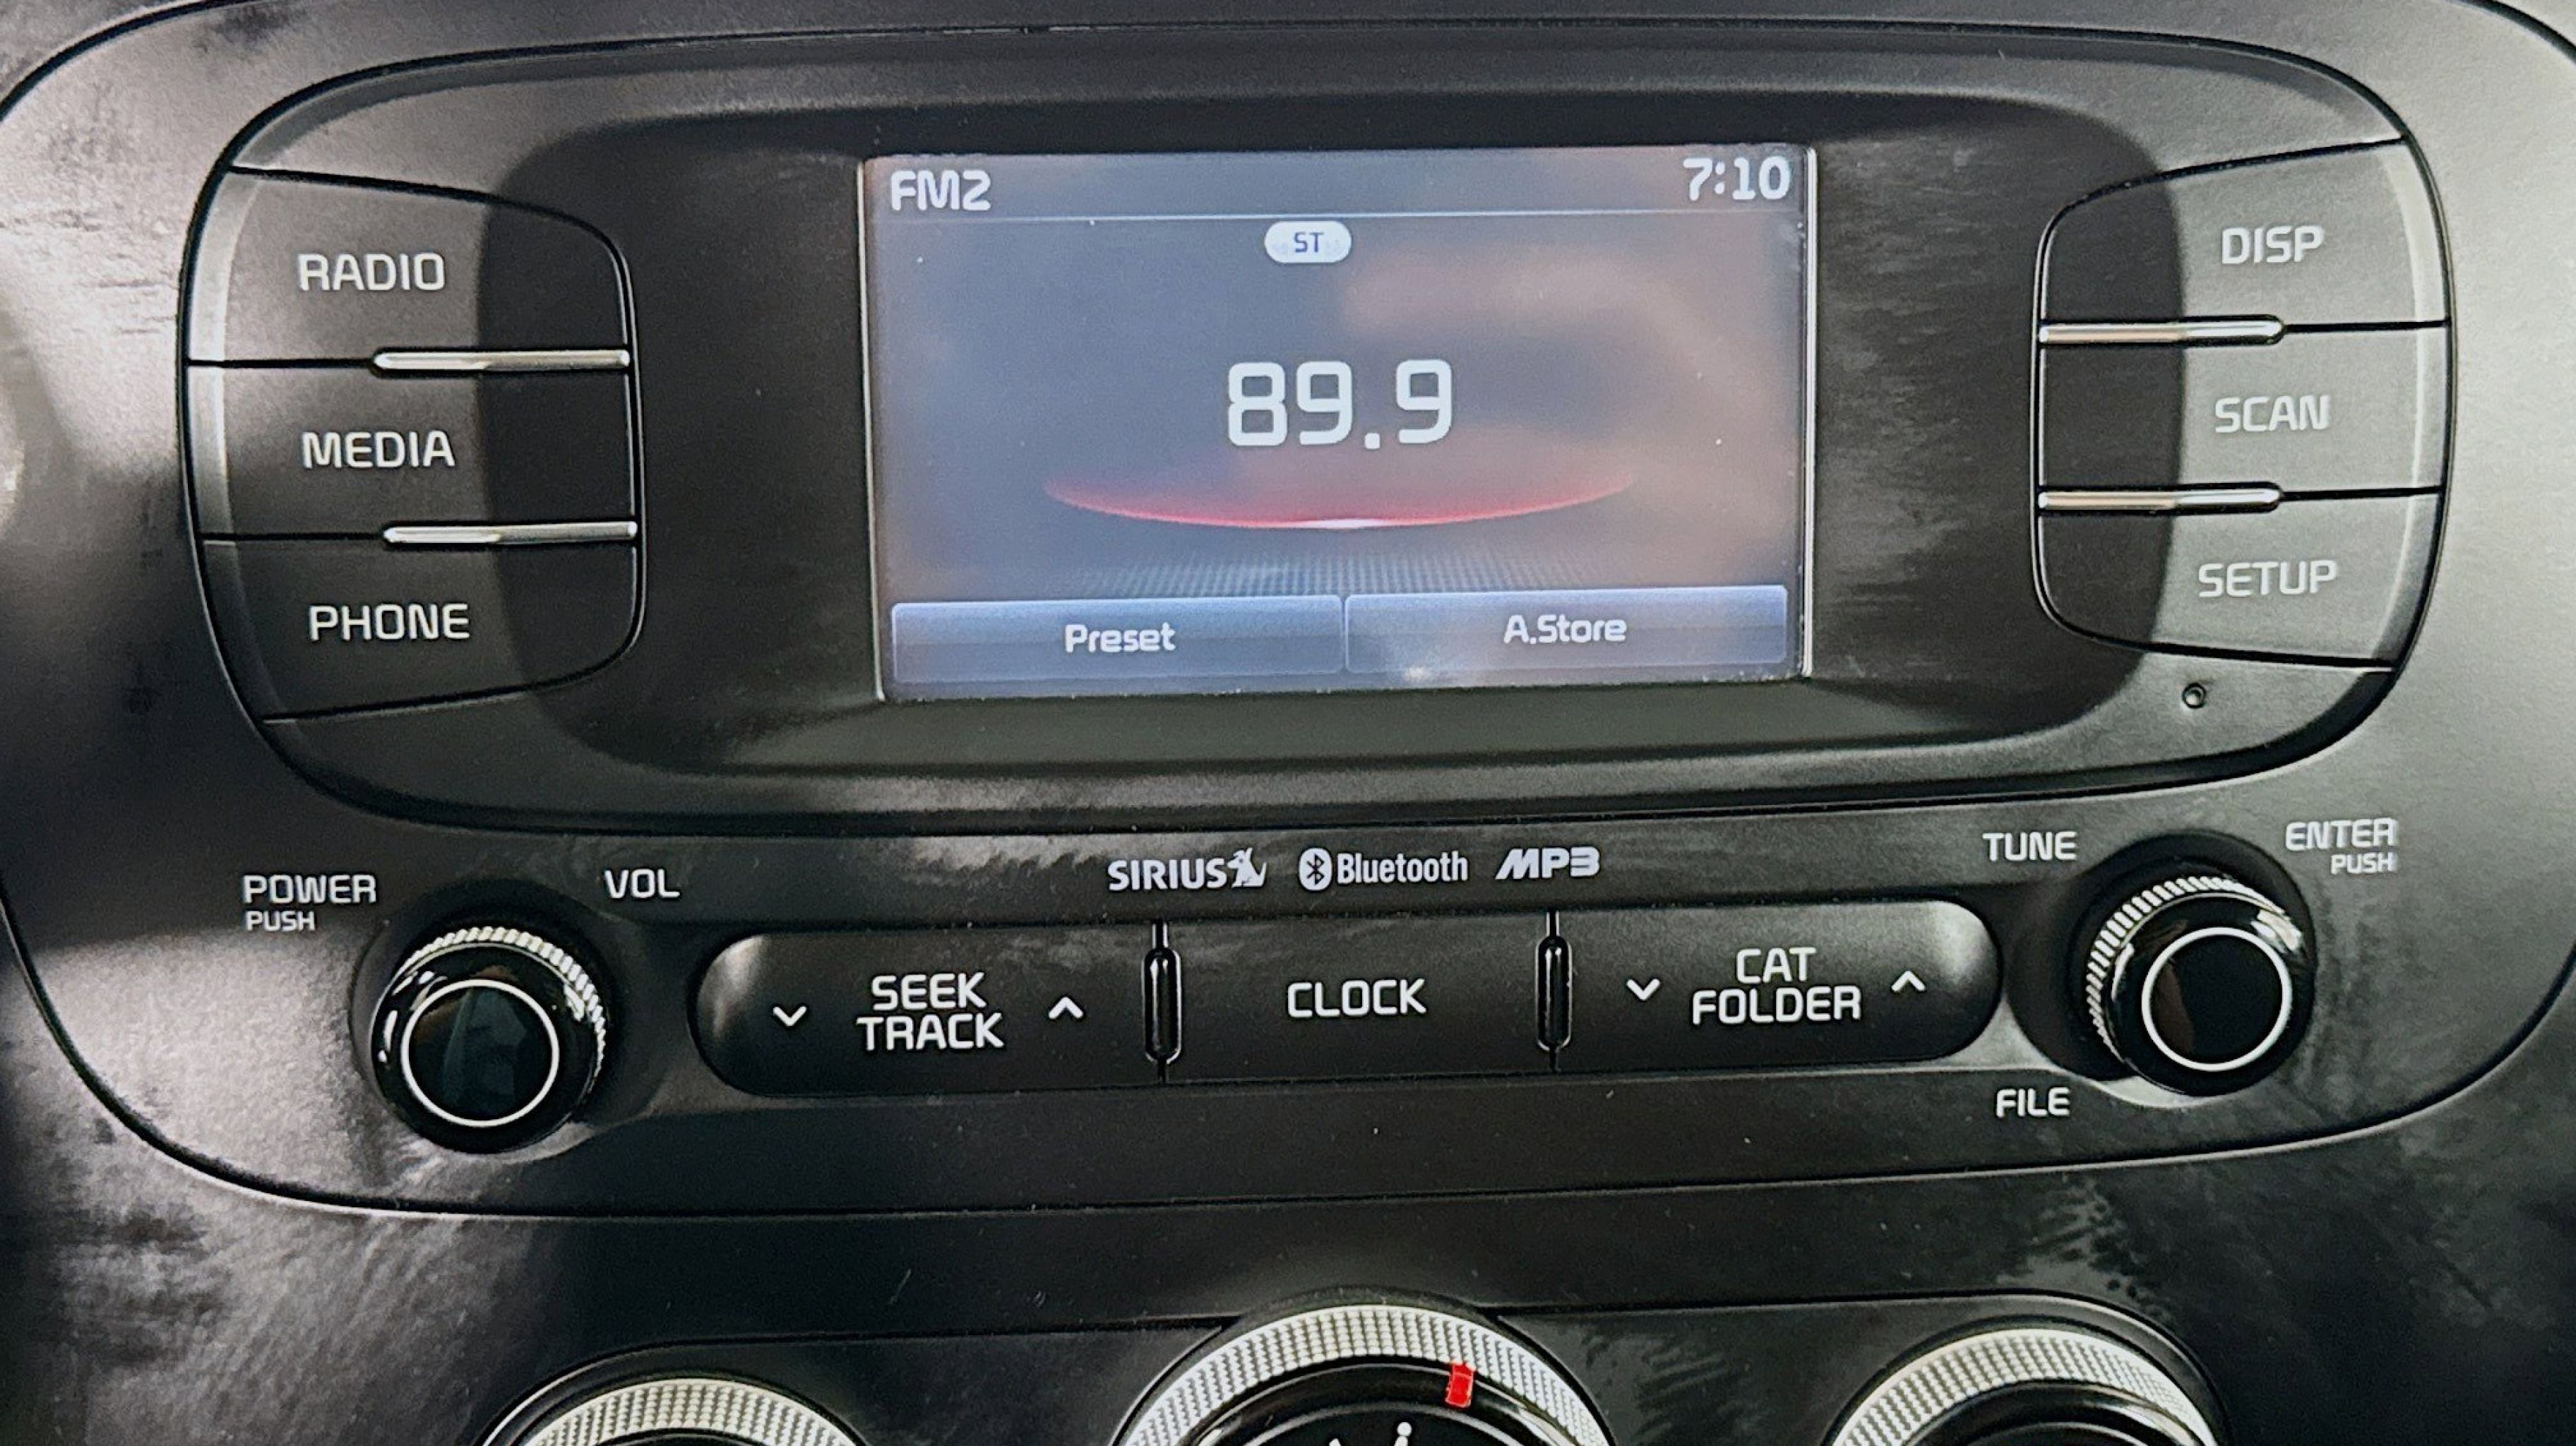 FM2
7:10
ST
89.9
Preset
A.Store
RADIO
MEDIA
PHONE
DISP
SCAN
SETUP
POWER
PUSH
VOL
SIRIUS
Bluetooth
MP3
TUNE
ENTER
PUSH
SEEK
TRACK
CLOCK
CAT
FOLDER
FILE